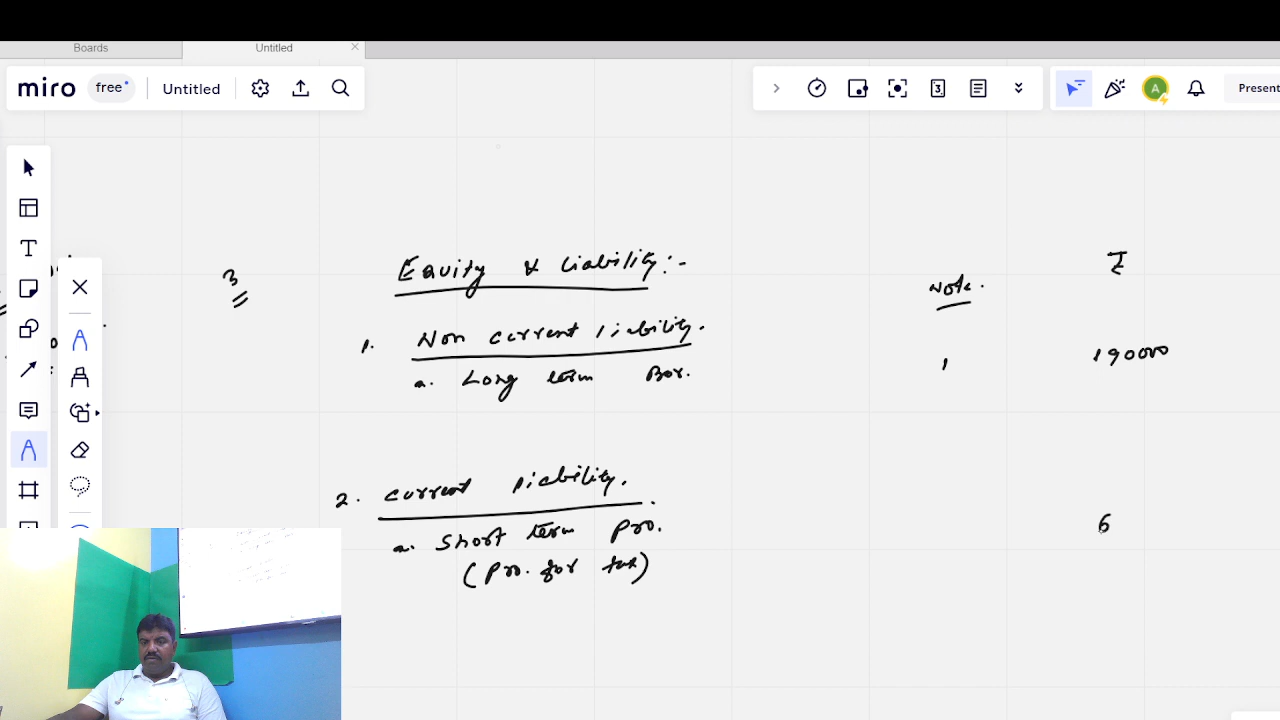 Boards
Untitled
miro free Untitled
3
A
Present
3
Equity & Liability:-
Note.
₹
1. Non current liability.
a. Long term Bor.
1
190000
2. Current Liability.
a. Short term Pro.
(Pro. for tax)
6